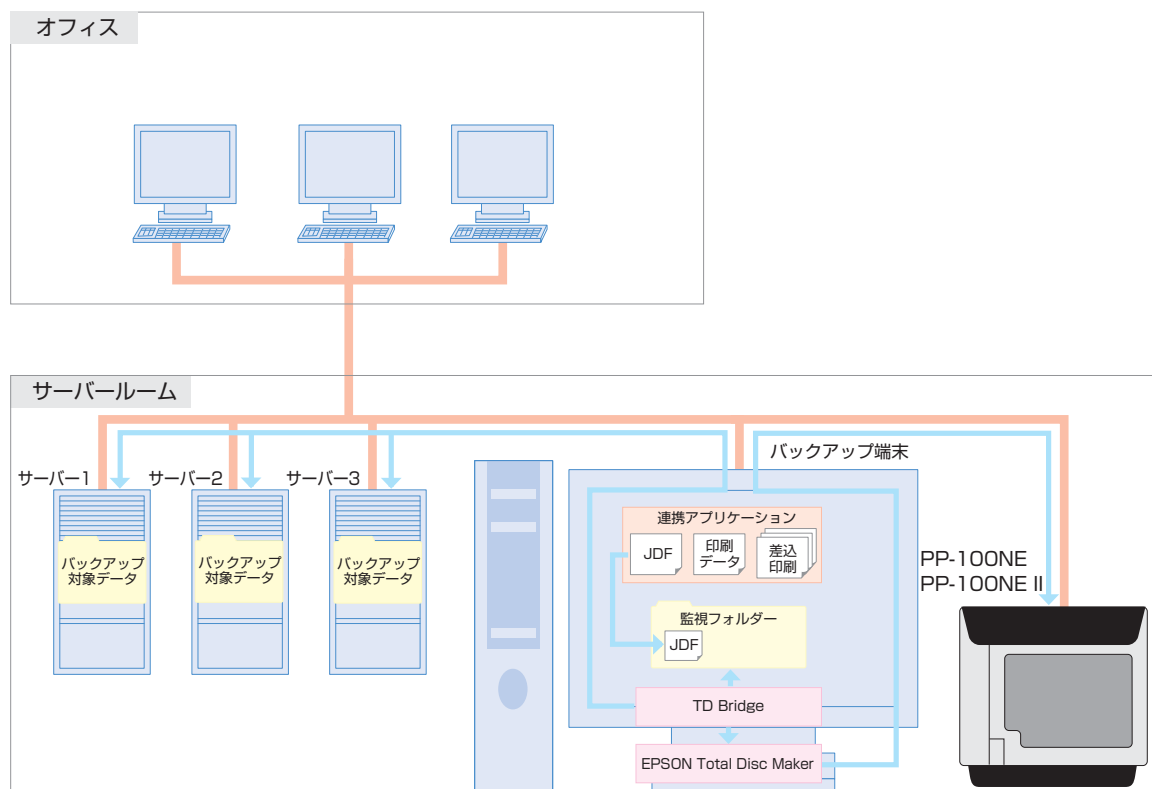 オフィス
サーバールーム
バックアップ端末
サーバー1
サーバー2
サーバー3
連携アプリケーション
JDF
印刷
データ
差込
印刷
バックアップ
対象データ
バックアップ
対象データ
バックアップ
対象データ
PP-100NE
PP-100NE II
監視フォルダー
JDF
TD Bridge
EPSON Total Disc Maker